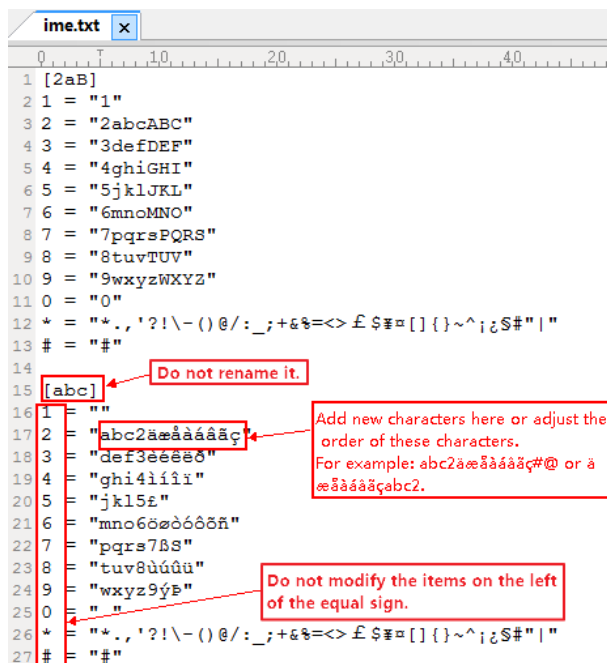 ime.txt x
0 10 20 30 40
1 [2aB]
2 1 = "1"
3 2 = "2abcABC"
4 3 = "3defDEF"
5 4 = "4ghiGHI"
6 5 = "5jklJKL"
7 6 = "6mnoMNO"
8 7 = "7pqrsPQRS"
9 8 = "8tuvTUV"
10 9 = "9wxyzWXYZ"
11 0 = "0"
12 * = "*.,'?!\-()@/:_;+&%=<>£$¥¤[]{}~^¡¿§#"|"
13 # = "#"
14
Do not rename it.
15 [abc]
16 1 = ""
17 2 = "abc2äæåàáâãç"
Add new characters here or adjust the
order of these characters.
For example: abc2äæåàáâãç#@ or ä
æåàáâãçabc2.
18 3 = "def3èéêëð"
19 4 = "ghi4ìíîï"
20 5 = "jkl5£"
21 6 = "mno6öøòóôõñ"
22 7 = "pqrs7ßS"
23 8 = "tuv8ùúûü"
24 9 = "wxyz9ýÞ"
Do not modify the items on the left
of the equal sign.
25 0 = " "
26 * = "*.,'?!\-()@/:_;+&%=<>£$¥¤[]{}~^¡¿§#"|"
27 # = "#"